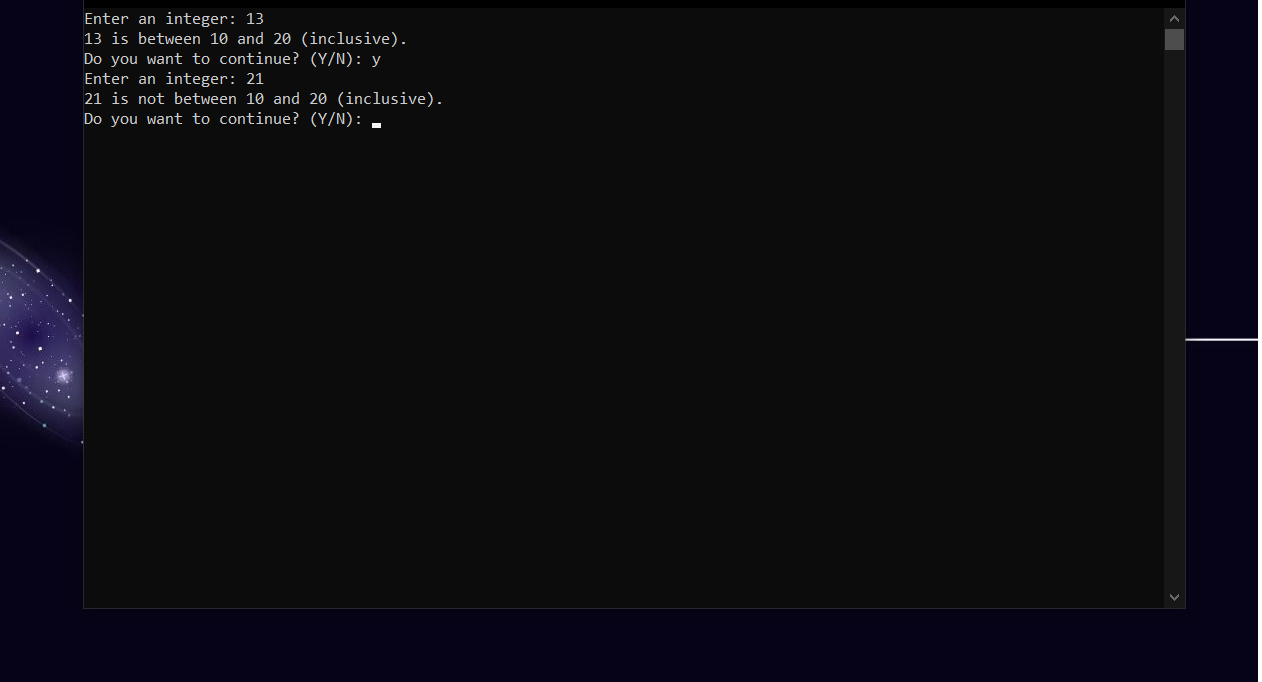 Enter an integer: 13
13 is between 10 and 20 (inclusive).
Do you want to continue? (Y/N): y
Enter an integer: 21
21 is not between 10 and 20 (inclusive).
Do you want to continue? (Y/N):